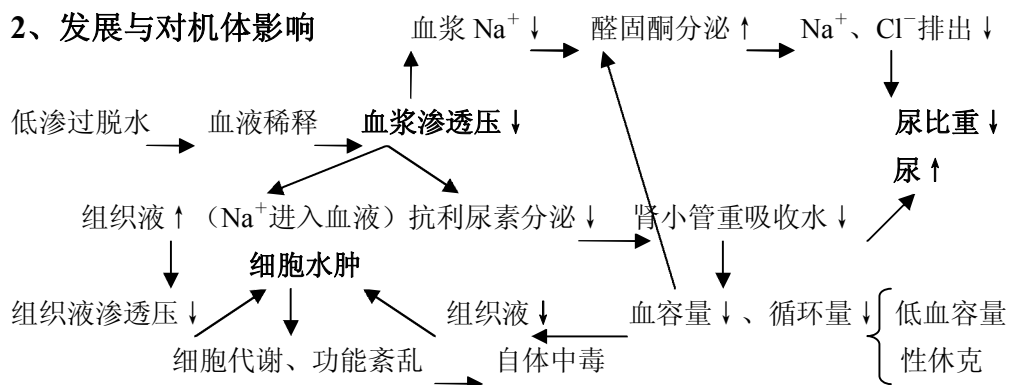 2、发展与对机体影响 血浆 Na⁺↓ 醛固酮分泌↑ Na⁺、Cl⁻排出↓
低渗过脱水 血液稀释 血浆渗透压↓ 尿比重↓
尿↑
组织液↑（Na⁺进入血液）抗利尿素分泌↓ 肾小管重吸收水↓
细胞水肿
组织液渗透压↓ 组织液↓ 血容量↓、循环量↓ 低血容量
细胞代谢、功能紊乱 自体中毒 性休克